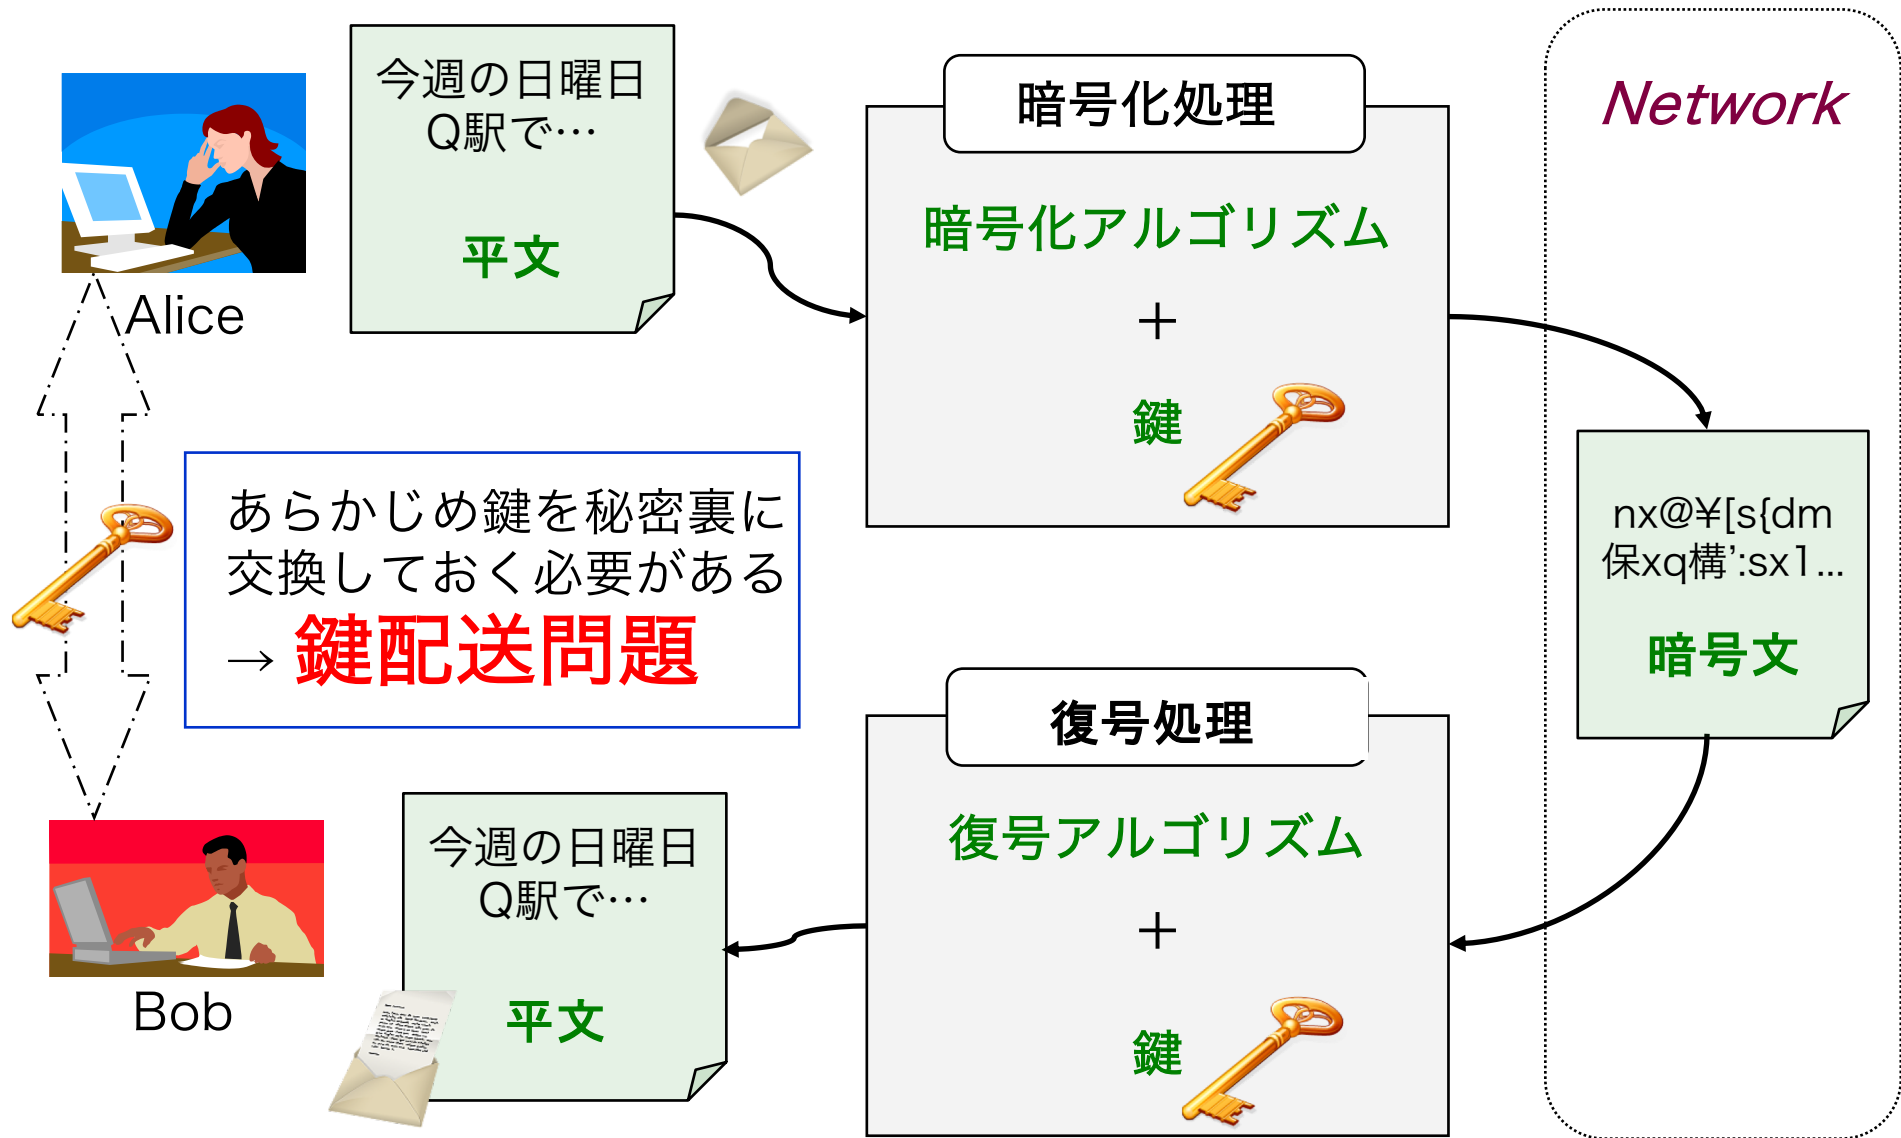 今週の日曜日
Q駅で…
平文
Alice
暗号化処理
暗号化アルゴリズム
＋
鍵
Network
nx@¥[s{dm
保xq構’:sx1...
暗号文
あらかじめ鍵を秘密裏に
交換しておく必要がある
→ 鍵配送問題
復号処理
復号アルゴリズム
＋
鍵
今週の日曜日
Q駅で…
平文
Bob